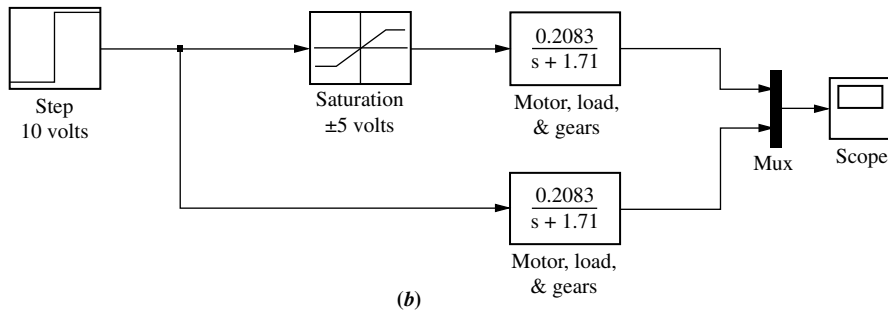 Step
10 volts
Saturation
±5 volts
0.2083
s + 1.71
Motor, load,
& gears
0.2083
s + 1.71
Motor, load,
& gears
Mux
Scope
(b)